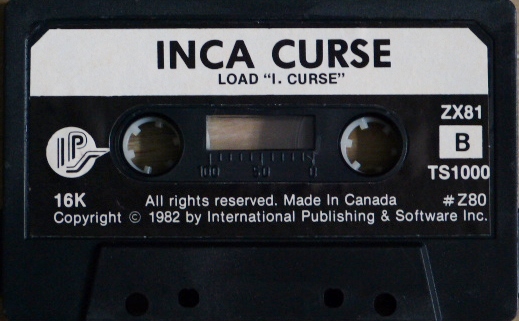 INCA CURSE
LOAD "I. CURSE"
ZX81
IPS
B
100 50 0
TS1000
16K
All rights reserved. Made In Canada
#Z80
Copyright © 1982 by International Publishing & Software Inc.